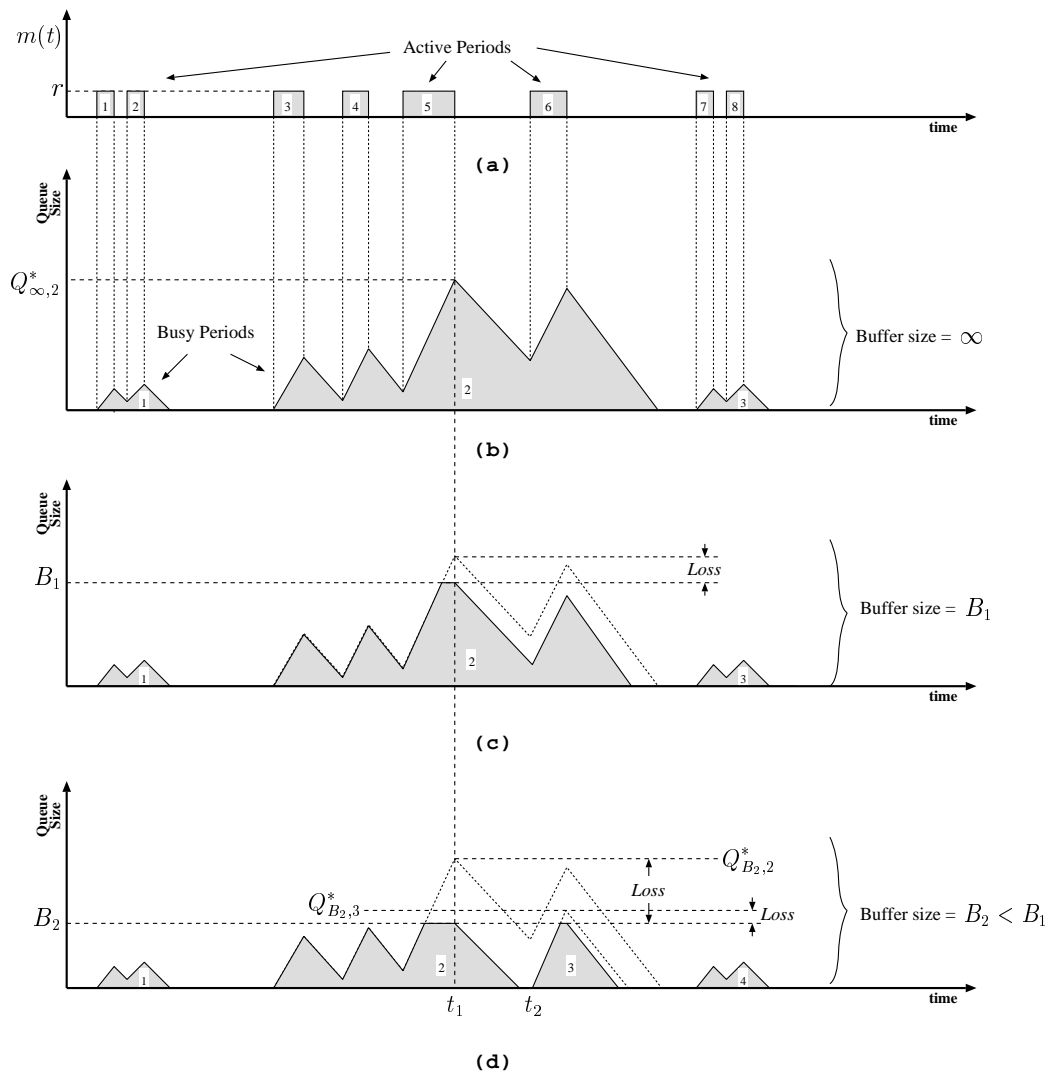 m(t)
Active Periods
r
1 2 3 4 5 6 7 8
time
(a)
Queue
Size
Q*∞,2
Busy Periods
Buffer size = ∞
1 2 3
time
(b)
Queue
Size
B1
Loss
Buffer size = B1
1 2 3
time
(c)
Queue
Size
Q*B2,2
Q*B2,3
Loss
Loss
B2
Buffer size = B2 < B1
1 2 3 4
time
t1 t2
(d)